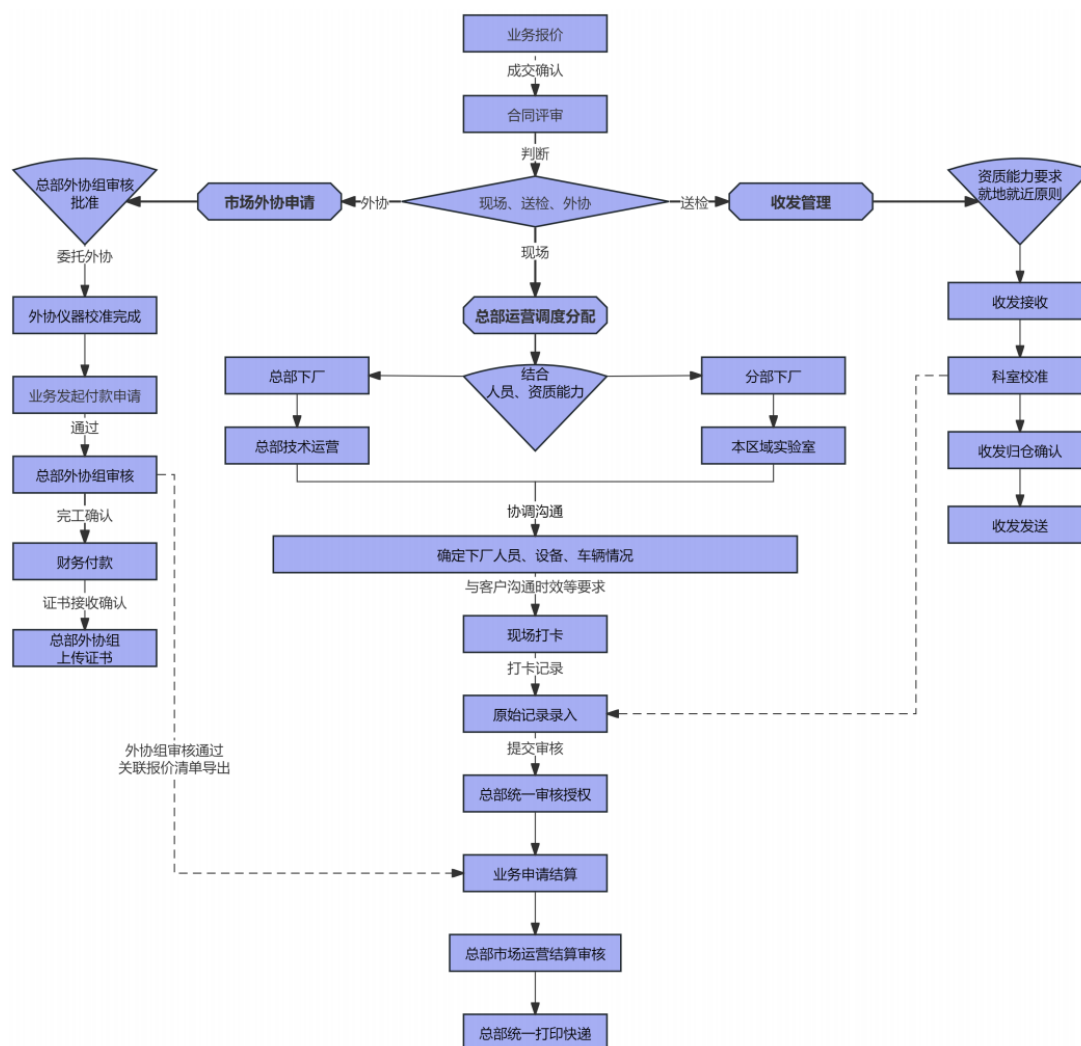 业务报价
成交确认
合同评审
判断
总部外协组审核
批准
市场外协申请
外协
现场、送检、外协
送检
收发管理
资质能力要求
就地就近原则
委托外协
现场
外协仪器校准完成
总部运营调度分配
收发接收
总部下厂
结合
人员、资质能力
分部下厂
科室校准
业务发起付款申请
通过
总部技术运营
本区域实验室
收发归仓确认
总部外协组审核
完工确认
协调沟通
收发发送
财务付款
确定下厂人员、设备、车辆情况
与客户沟通时效等要求
证书接收确认
现场打卡
总部外协组
上传证书
打卡记录
原始记录录入
提交审核
外协组审核通过
关联报价清单导出
总部统一审核授权
业务申请结算
总部市场运营结算审核
总部统一打印快递